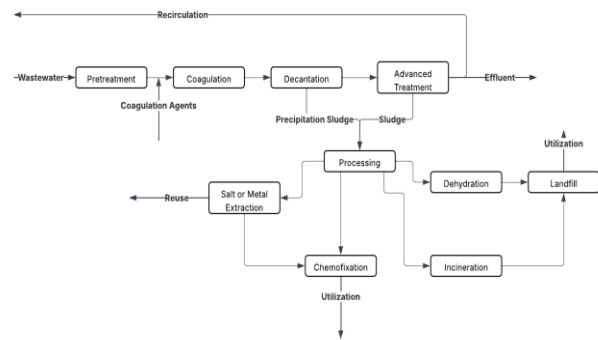 Recirculation
Wastewater
Pretreatment
Coagulation
Decantation
Advanced
Treatment
Effluent
Coagulation Agents
Precipitation Sludge
Sludge
Utilization
Processing
Reuse
Salt or Metal
Extraction
Dehydration
Landfill
Chemofixation
Incineration
Utilization